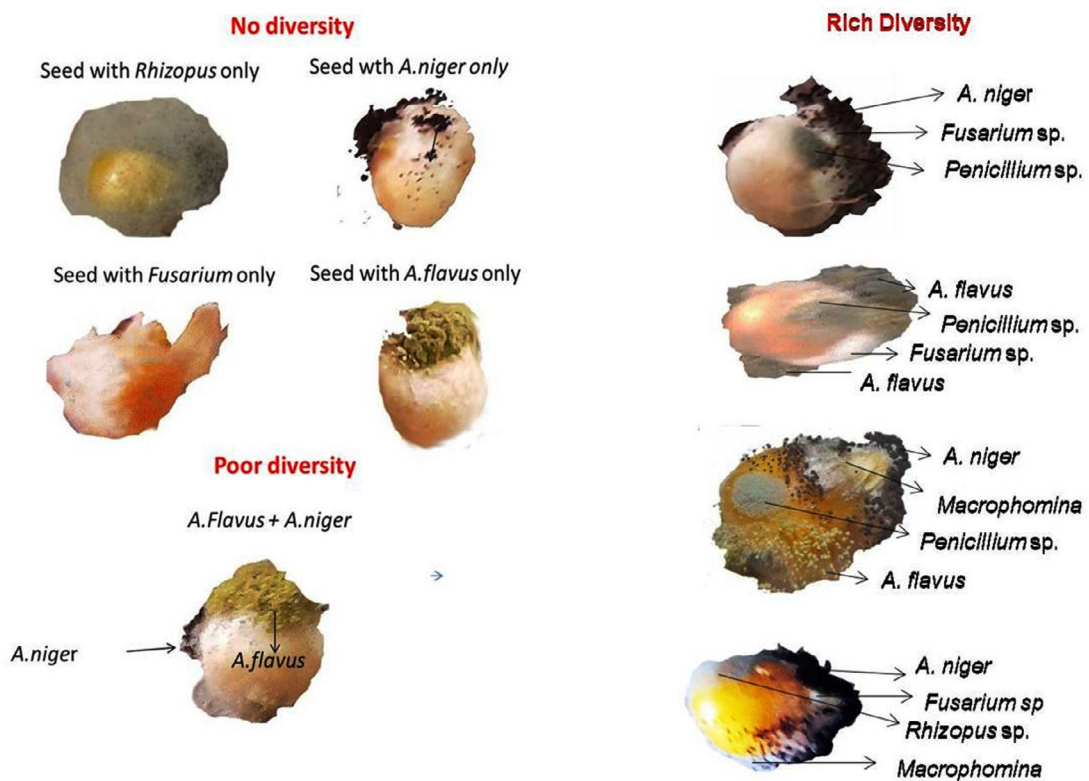 No diversity
Seed with Rhizopus only
Seed wth A.niger only
Seed with Fusarium only
Seed with A.flavus only
Poor diversity
A.Flavus + A.niger
A.niger
A.flavus
Rich Diversity
A. niger
Fusarium sp.
Penicillium sp.
A. flavus
Penicillium sp.
Fusarium sp.
A. flavus
A. niger
Macrophomina
Penicillium sp.
A. flavus
A. niger
Fusarium sp
Rhizopus sp.
Macrophomina